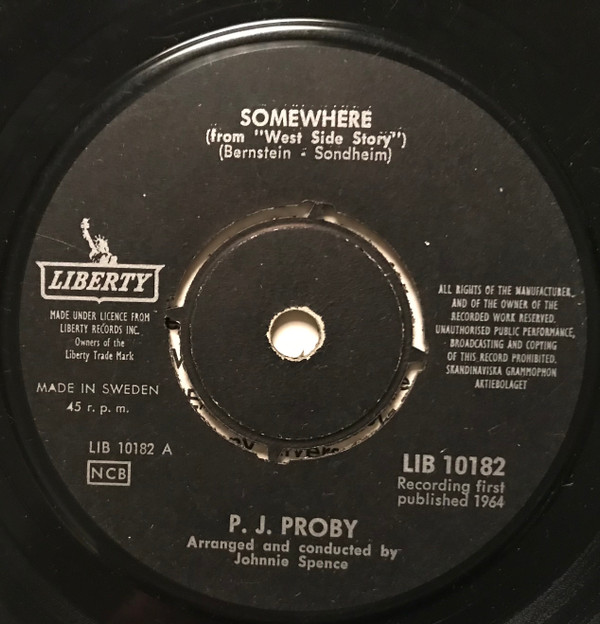 SOMEWHERE
(from "West Side Story")
(Bernstein - Sondheim)
LIBERTY
MADE UNDER LICENCE FROM
LIBERTY RECORDS INC.
Owners of the
Liberty Trade Mark
MADE IN SWEDEN
45 r. p. m.
LIB 10182 A
NCB
ALL RIGHTS OF THE MANUFACTURER
AND OF THE OWNER OF THE
RECORDED WORK RESERVED.
UNAUTHORISED PUBLIC PERFORMANCE,
BROADCASTING AND COPYING
OF THIS RECORD PROHIBITED.
SKANDINAVISKA GRAMMOPHON
AKTIEBOLAGET
LIB 10182
Recording first
published 1964
P. J. PROBY
Arranged and conducted by
Johnnie Spence